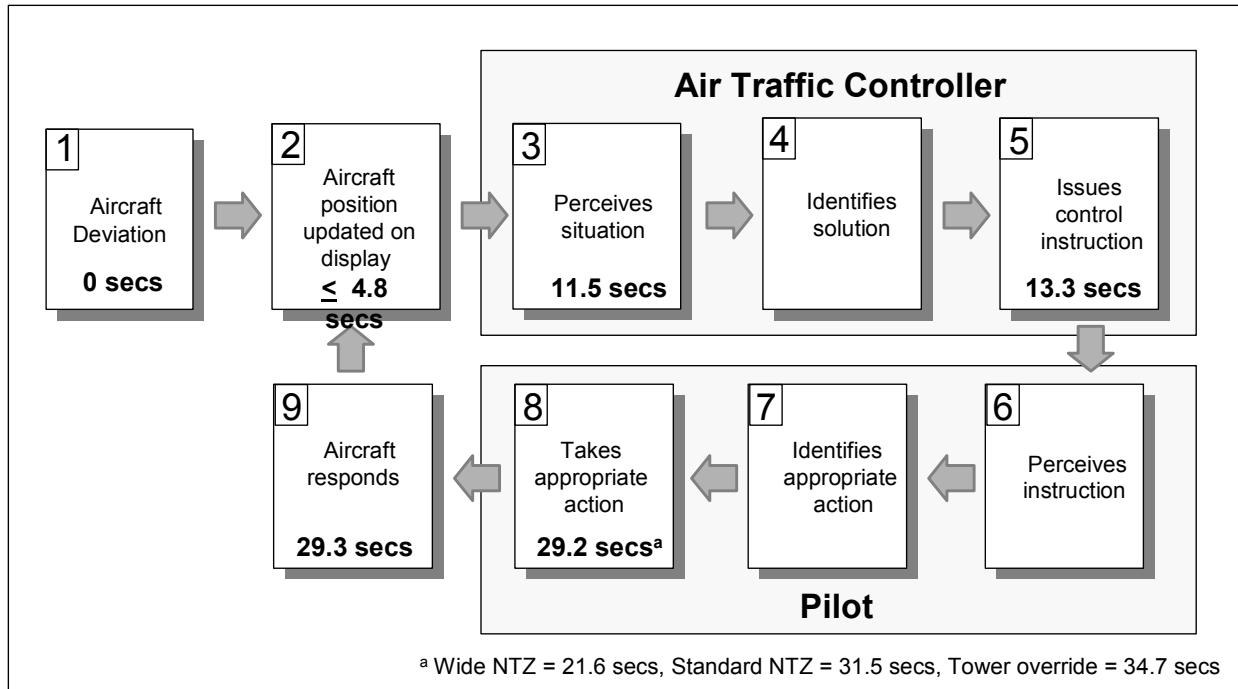 Air Traffic Controller
1
Aircraft
Deviation
0 secs
2
Aircraft
position
updated on
display
≤ 4.8
secs
3
Perceives
situation
11.5 secs
4
Identifies
solution
5
Issues
control
instruction
13.3 secs
6
Perceives
instruction
7
Identifies
appropriate
action
8
Takes
appropriate
action
29.2 secsᵃ
9
Aircraft
responds
29.3 secs
Pilot
ᵃ Wide NTZ = 21.6 secs, Standard NTZ = 31.5 secs, Tower override = 34.7 secs